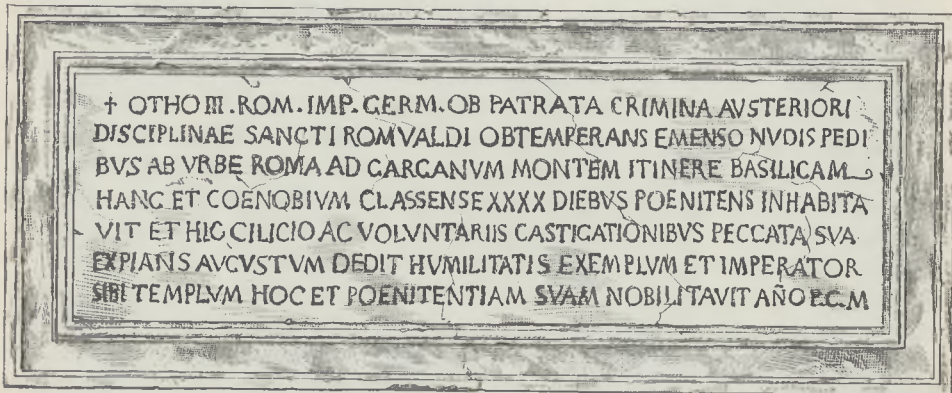 † OTHO III . ROM . IMP . GERM . OB PATRATA CRIMINA AVSTERIORI
DISCIPLINAE SANCTI ROMVALDI OBTEMPERANS EMENSO NVDIS PEDI
BVS AB VRBE ROMA AD GARGANVM MONTEM ITINERE BASILICAM
HANC ET COENOBIVM CLASSENSE XXXX DIEBVS POENITENS INHABITA
VIT ET HIC CILICIO AC VOLVNTARIIS CASTIGATIONIBVS PECCATA SVA
EXPIANS AVGVSTVM DEDIT HVMILITATIS EXEMPLVM ET IMPERATOR
SIBI TEMPLVM HOC ET POENITENTIAM SVAM NOBILITAVIT AÑO P.C.M